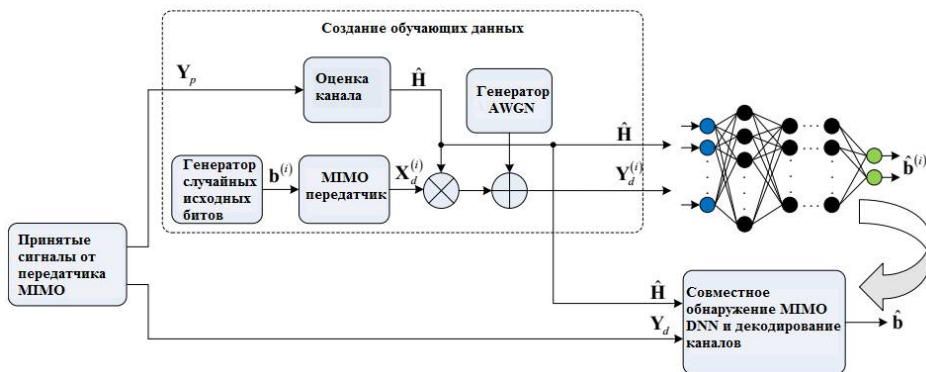 Создание обучающих данных
Y_p
Оценка
канала
Ĥ
Генератор
AWGN
Ĥ
Генератор
случайных
исходных
битов
b^(i)
MIMO
передатчик
X_d^(i)
Y_d^(i)
b̂^(i)
Принятые
сигналы от
передатчика
MIMO
Ĥ
Y_d
Совместное
обнаружение MIMO
DNN и декодирование
каналов
b̂